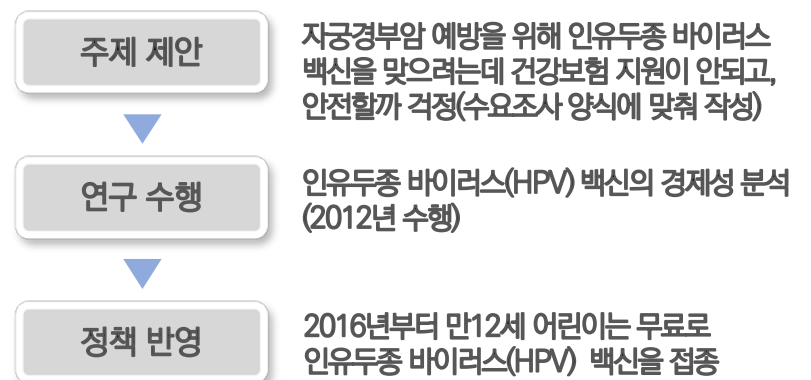 주제 제안
자궁경부암 예방을 위해 인유두종 바이러스
백신을 맞으려는데 건강보험 지원이 안되고,
안전할까 걱정(수요조사 양식에 맞춰 작성)
연구 수행
인유두종 바이러스(HPV) 백신의 경제성 분석
(2012년 수행)
정책 반영
2016년부터 만12세 어린이는 무료로
인유두종 바이러스(HPV) 백신을 접종